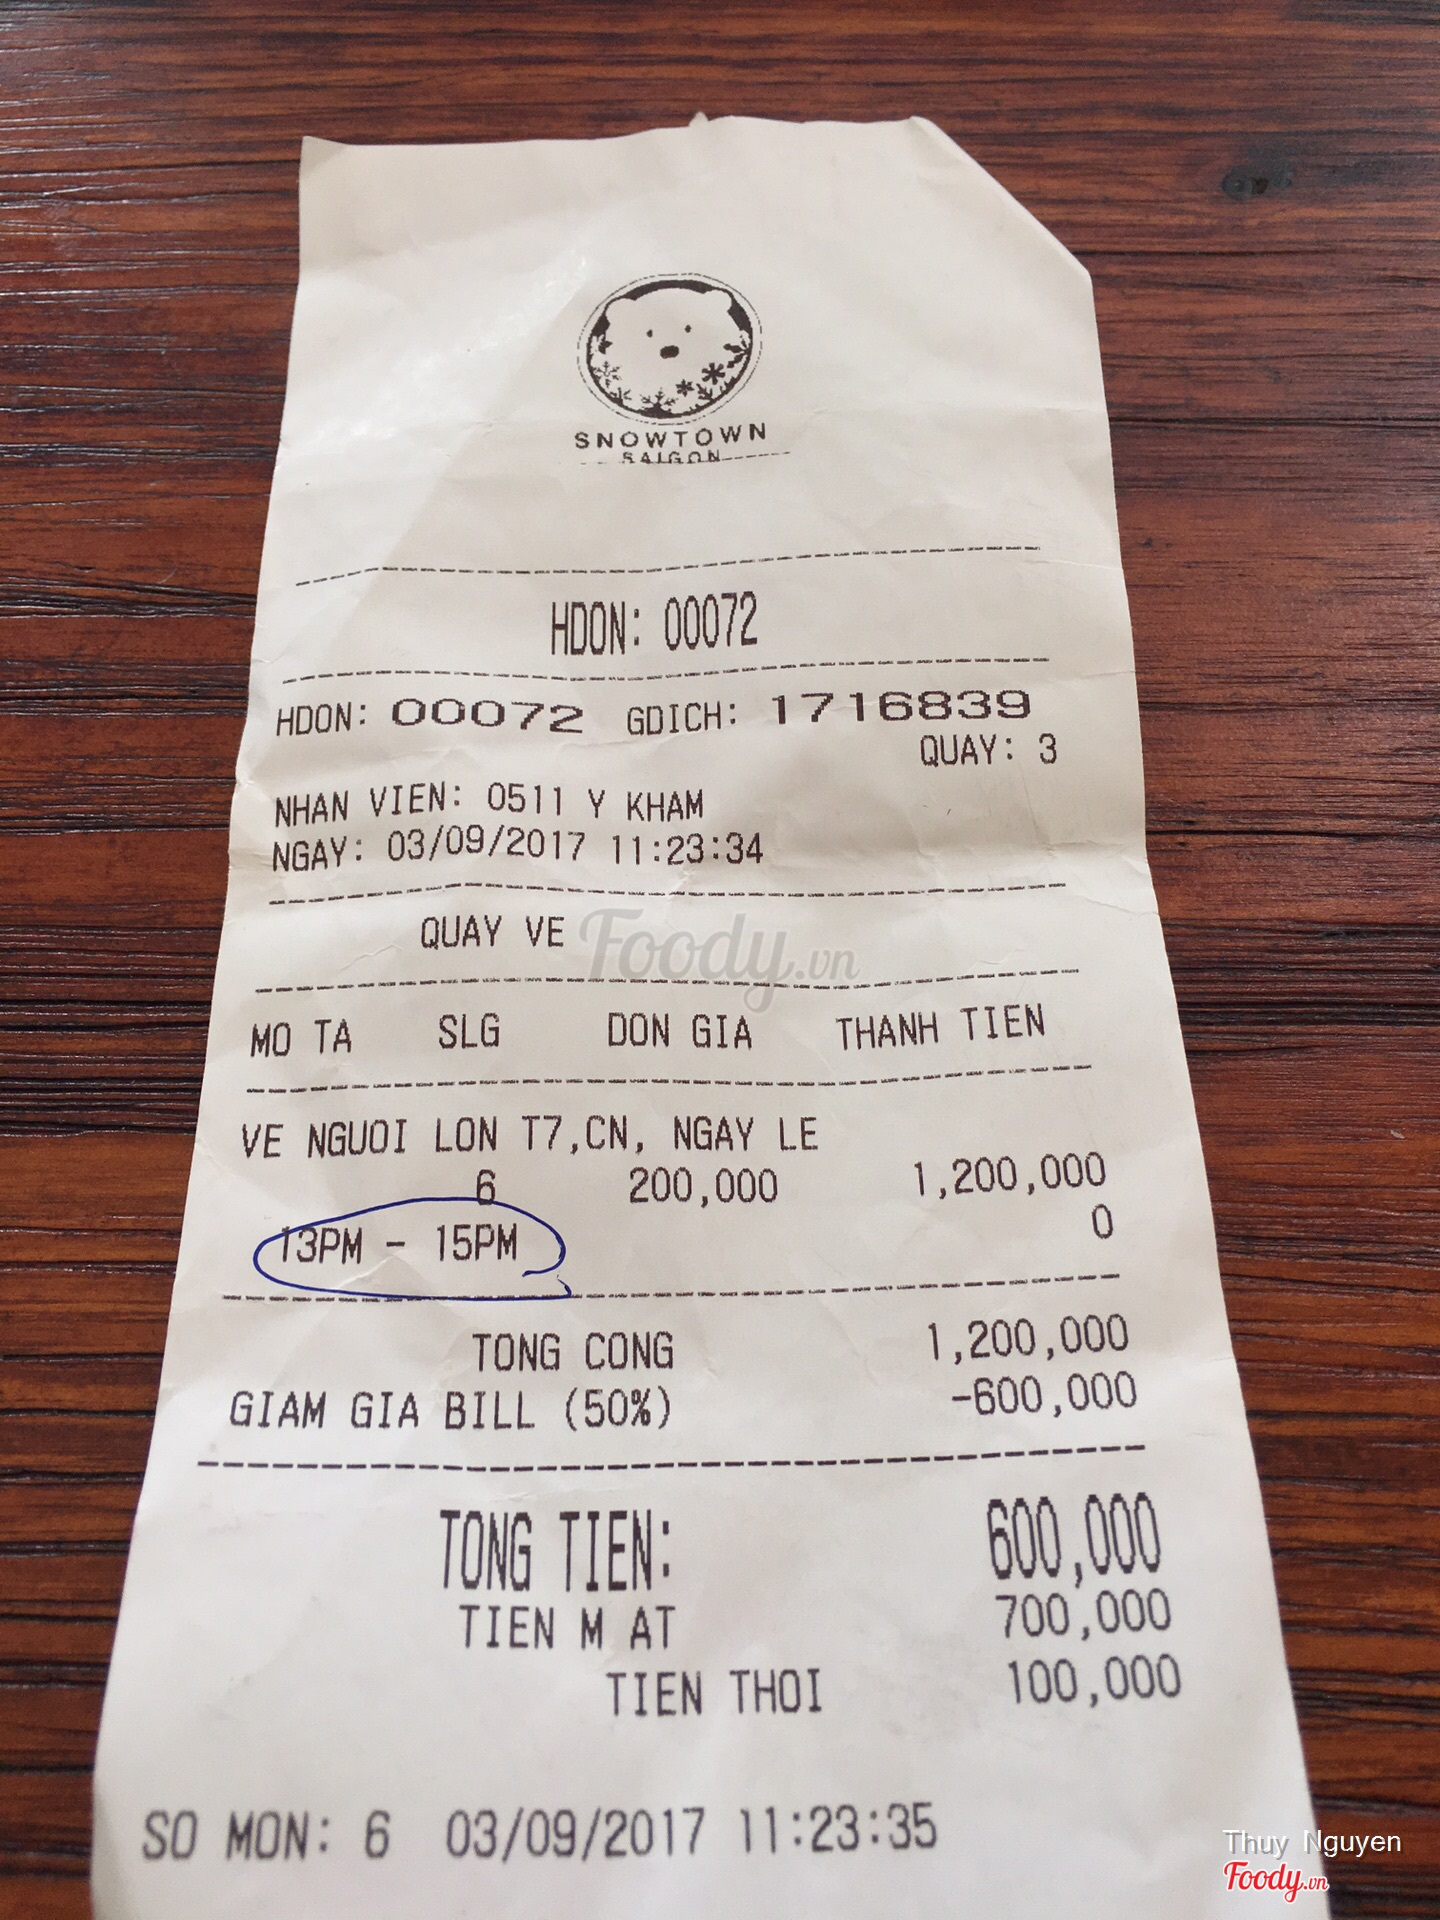 SNOWTOWN
SAIGON
HDON: 00072
HDON: 00072 GDICH: 1716839
QUAY: 3
NHAN VIEN: 0511 Y KHAM
NGAY: 03/09/2017 11:23:34
QUAY VE
Foody.vn
MO TA SLG DON GIA THANH TIEN
VE NGUOI LON T7,CN, NGAY LE
6 200,000 1,200,000
13PM - 15PM 0
TONG CONG 1,200,000
GIAM GIA BILL (50%) -600,000
TONG TIEN: 600,000
TIEN M AT 700,000
TIEN THOI 100,000
SO MON: 6 03/09/2017 11:23:35
Thuy Nguyen
Foody.vn